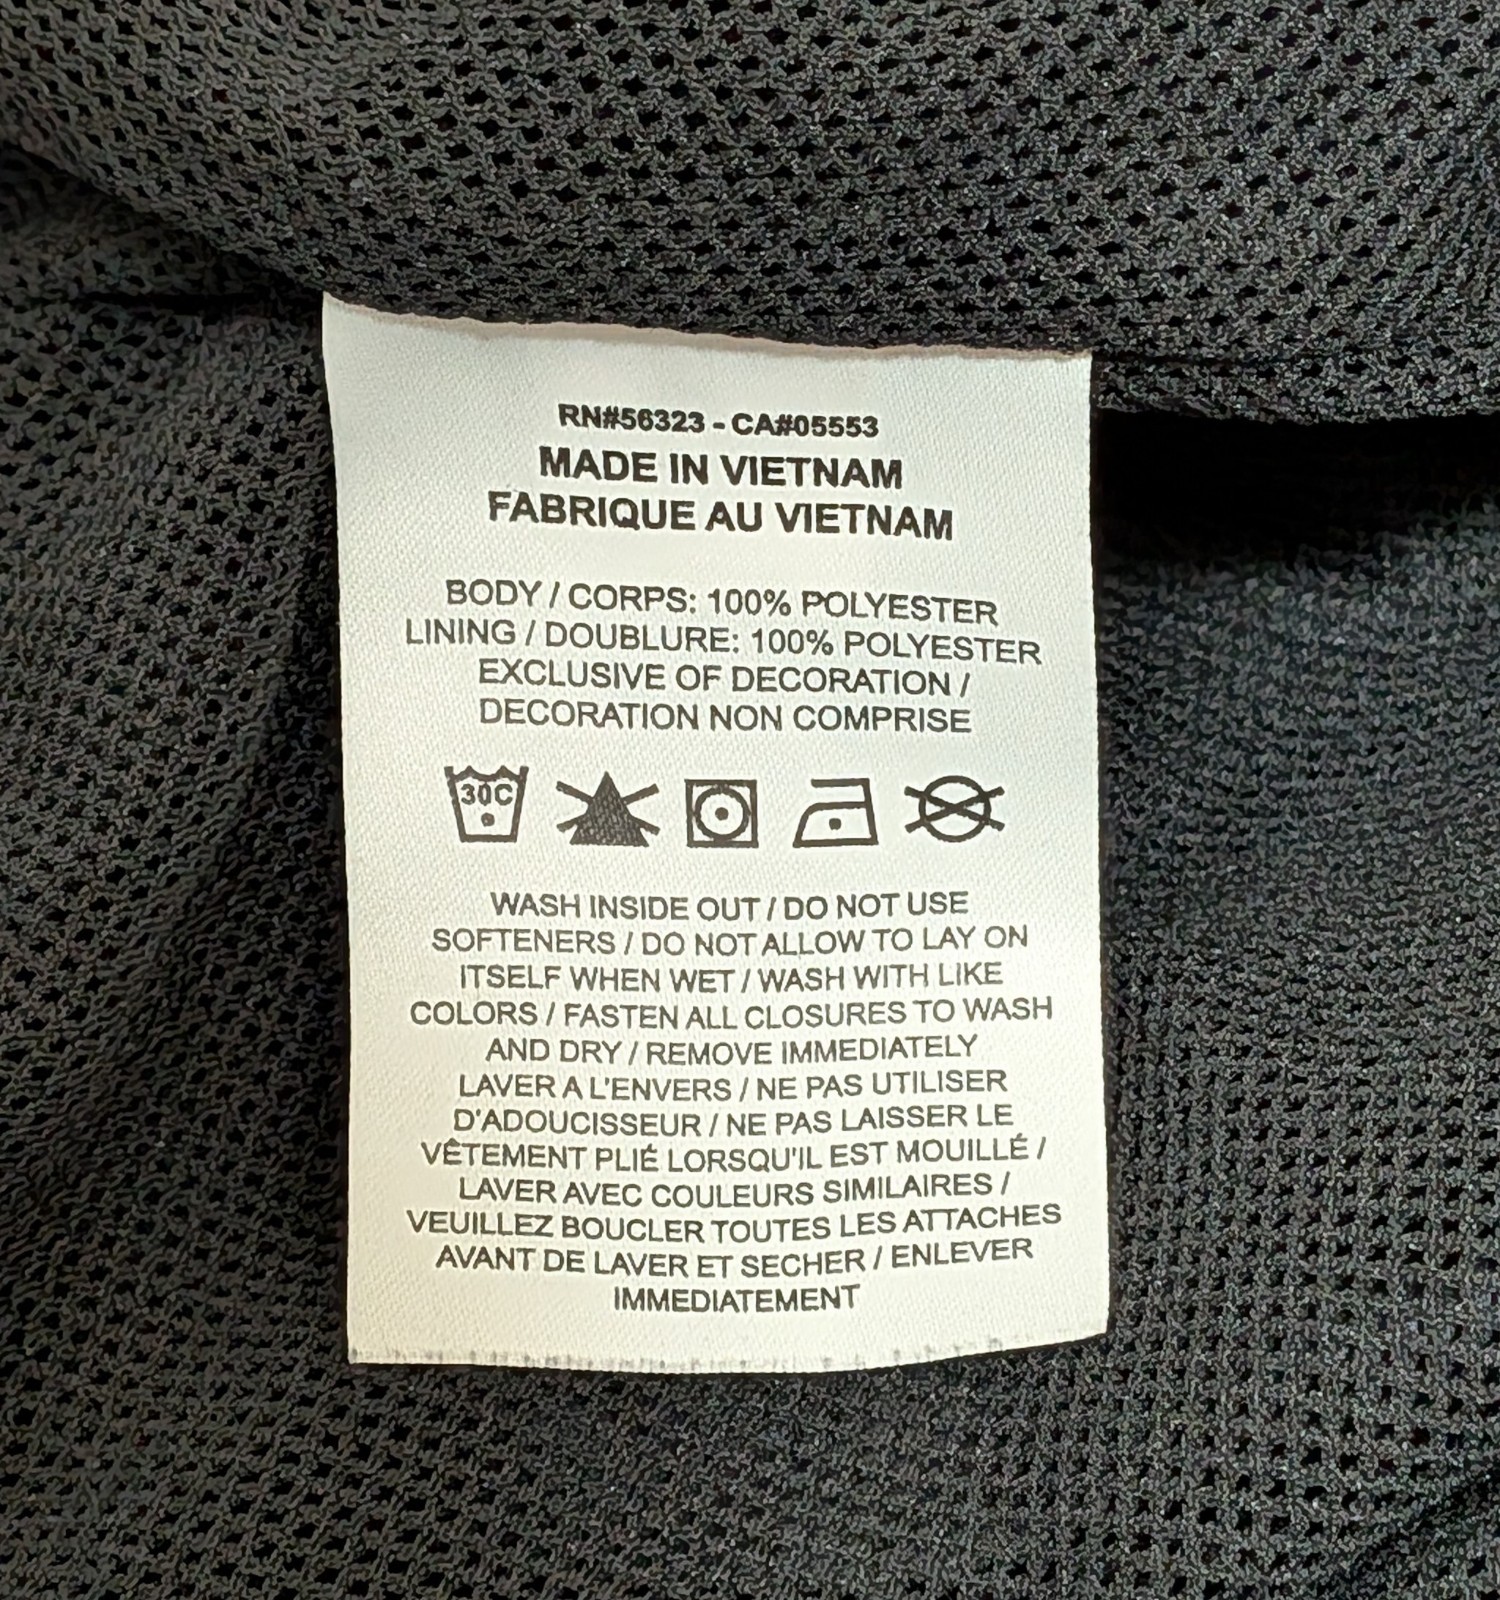 RN#56323 - CA#05553
MADE IN VIETNAM
FABRIQUE AU VIETNAM
BODY / CORPS: 100% POLYESTER
LINING / DOUBLURE: 100% POLYESTER
EXCLUSIVE OF DECORATION /
DECORATION NON COMPRISE
30C
WASH INSIDE OUT / DO NOT USE
SOFTENERS / DO NOT ALLOW TO LAY ON
ITSELF WHEN WET / WASH WITH LIKE
COLORS / FASTEN ALL CLOSURES TO WASH
AND DRY / REMOVE IMMEDIATELY
LAVER A L'ENVERS / NE PAS UTILISER
D'ADOUCISSEUR / NE PAS LAISSER LE
VÊTEMENT PLIÉ LORSQU'IL EST MOUILLÉ /
LAVER AVEC COULEURS SIMILAIRES /
VEUILLEZ BOUCLER TOUTES LES ATTACHES
AVANT DE LAVER ET SECHER / ENLEVER
IMMEDIATEMENT